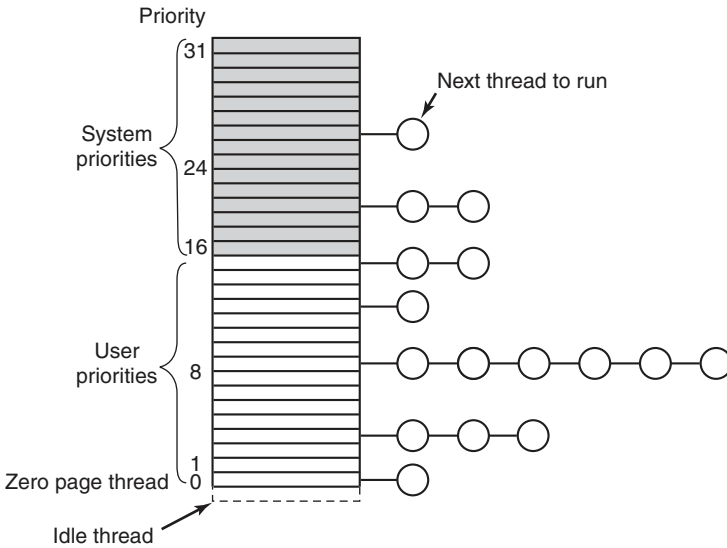 Priority
31
Next thread to run
System
priorities
24
16
User
priorities
8
1
Zero page thread
0
Idle thread